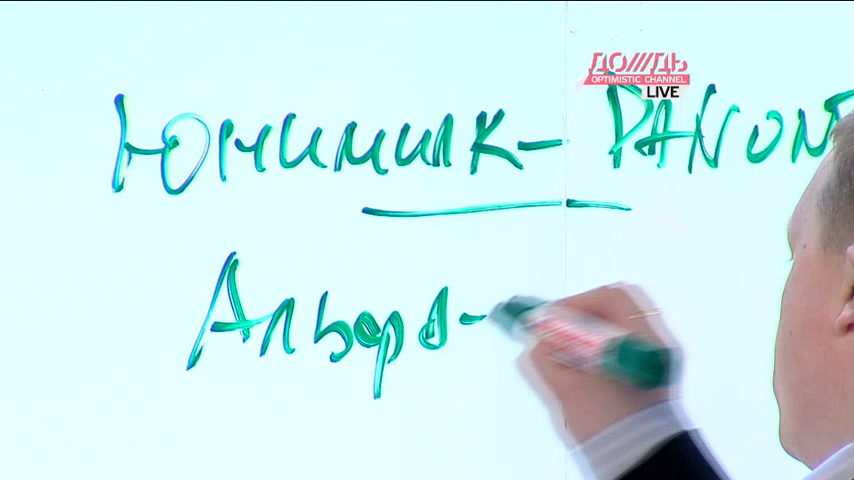 ДОЖДЬ
OPTIMISTIC CHANNEL
LIVE
Юнимилк - DANONE
Альфа -